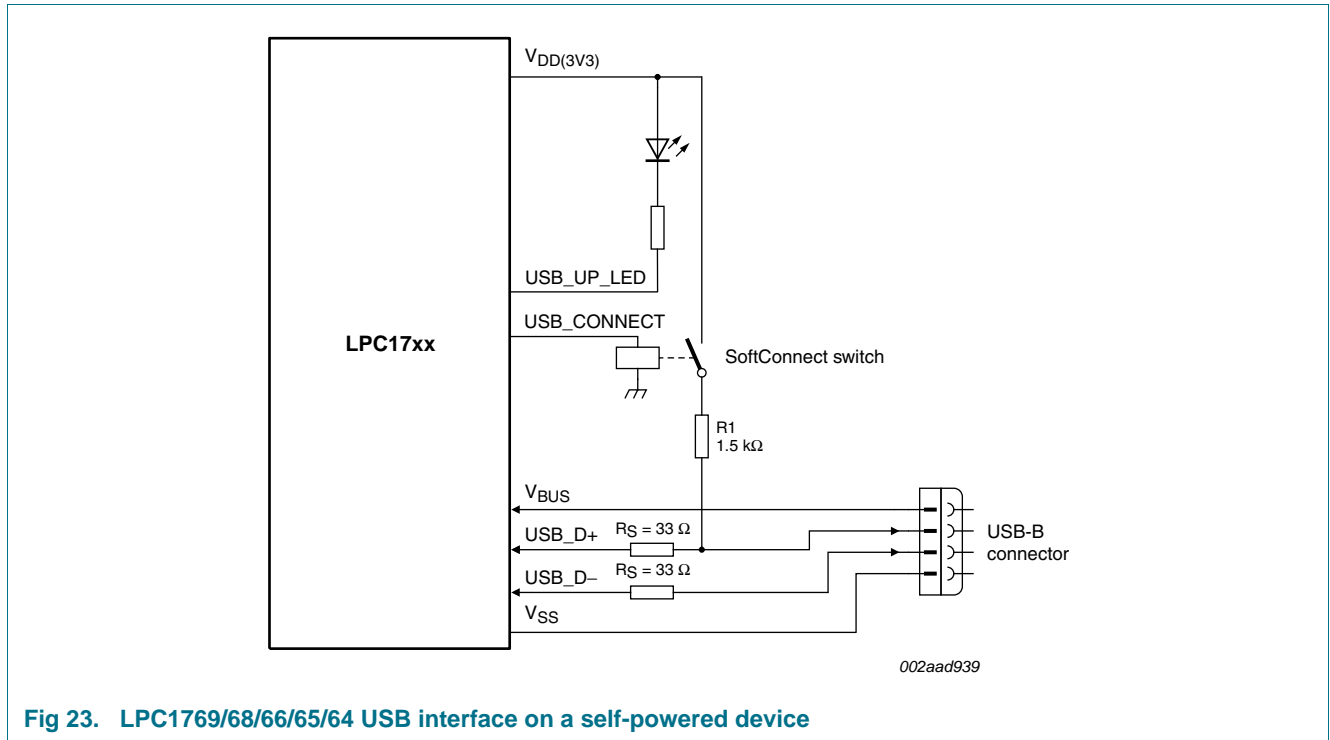 VDD(3V3)
USB_UP_LED
USB_CONNECT
LPC17xx
SoftConnect switch
R1
1.5 kΩ
VBUS
USB_D+
RS = 33 Ω
USB-B
connector
USB_D−
RS = 33 Ω
VSS
002aad939
Fig 23. LPC1769/68/66/65/64 USB interface on a self-powered device